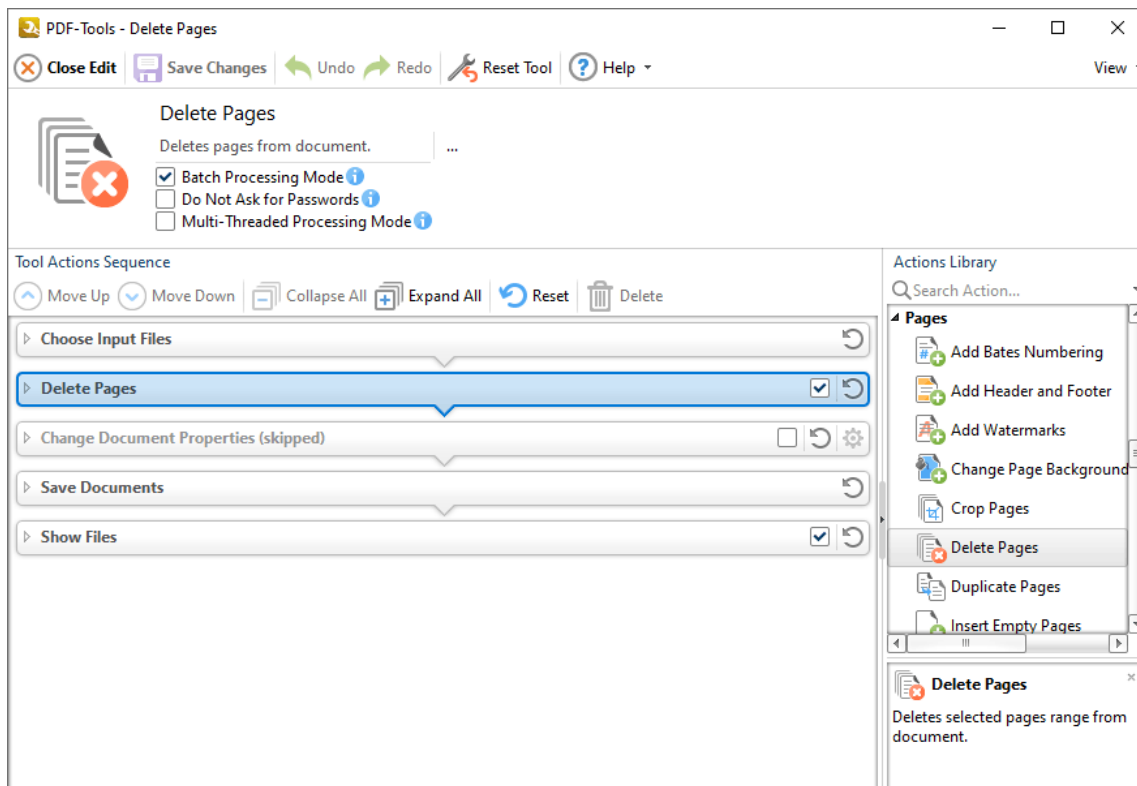 PDF-Tools - Delete Pages
Close Edit Save Changes Undo Redo Reset Tool ? Help View
Delete Pages
Deletes pages from document. ...
Batch Processing Mode i
Do Not Ask for Passwords i
Multi-Threaded Processing Mode i
Tool Actions Sequence
Move Up Move Down Collapse All Expand All Reset Delete
Choose Input Files
Delete Pages
Change Document Properties (skipped)
Save Documents
Show Files
Actions Library
Search Action...
Pages
Add Bates Numbering
Add Header and Footer
Add Watermarks
Change Page Background
Crop Pages
Delete Pages
Duplicate Pages
Insert Empty Pages
Delete Pages
Deletes selected pages range from
document.